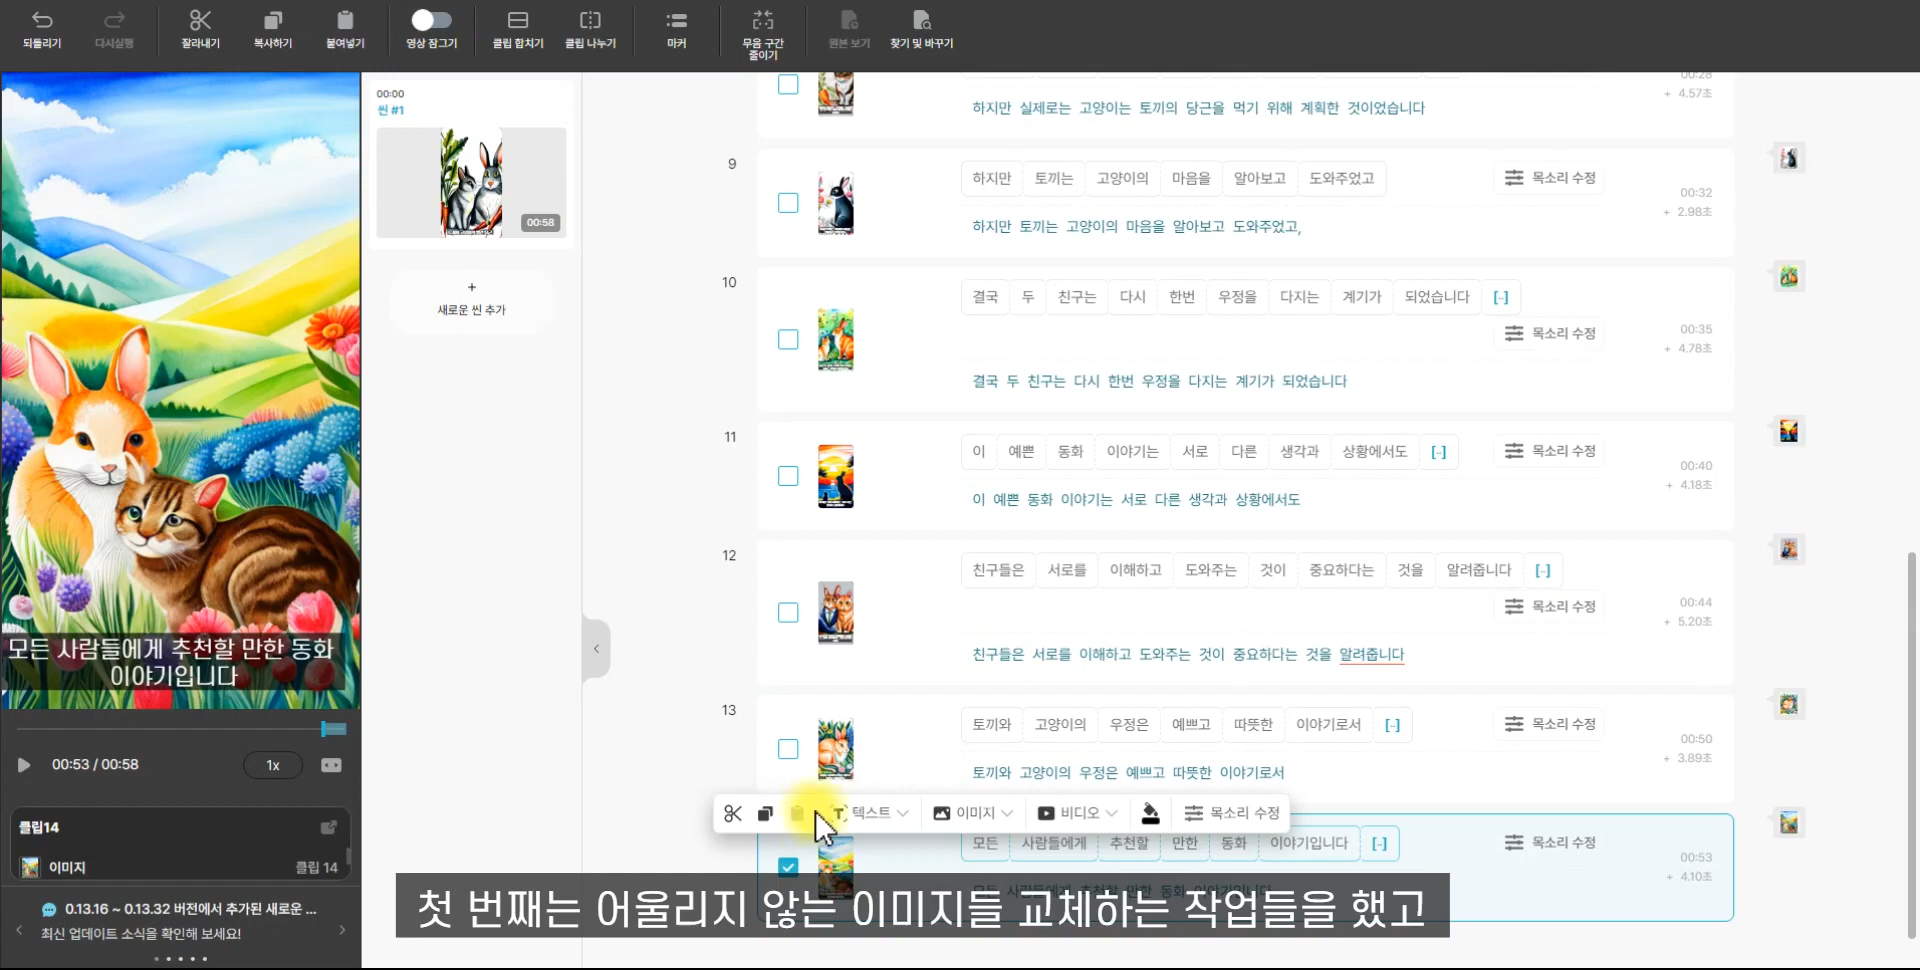 되돌리기
다시실행
잘라내기
복사하기
붙여넣기
영상 잠그기
클립 합치기
클립 나누기
마커
무음 구간
줄이기
원본 보기
찾기 및 바꾸기
모든 사람들에게 추천할 만한 동화
이야기입니다
00:53 / 00:58
1x
클립14
이미지
클립 14
0.13.16 ~ 0.13.32 버전에서 추가된 새로운 ...
최신 업데이트 소식을 확인해 보세요!
00:00
씬 #1
00:58
+
새로운 씬 추가
00:28
+ 4.57초
하지만 실제로는 고양이는 토끼의 당근을 먹기 위해 계획한 것이었습니다
9
하지만 토끼는 고양이의 마음을 알아보고 도와주었고
목소리 수정
00:32
+ 2.98초
하지만 토끼는 고양이의 마음을 알아보고 도와주었고,
10
결국 두 친구는 다시 한번 우정을 다지는 계기가 되었습니다 [··]
목소리 수정
00:35
+ 4.78초
결국 두 친구는 다시 한번 우정을 다지는 계기가 되었습니다
11
이 예쁜 동화 이야기는 서로 다른 생각과 상황에서도 [··]
목소리 수정
00:40
+ 4.18초
이 예쁜 동화 이야기는 서로 다른 생각과 상황에서도
12
친구들은 서로를 이해하고 도와주는 것이 중요하다는 것을 알려줍니다 [··]
목소리 수정
00:44
+ 5.20초
친구들은 서로를 이해하고 도와주는 것이 중요하다는 것을 알려줍니다
13
토끼와 고양이의 우정은 예쁘고 따뜻한 이야기로서 [··]
목소리 수정
00:50
+ 3.89초
토끼와 고양이의 우정은 예쁘고 따뜻한 이야기로서
텍스트
이미지
비디오
목소리 수정
모든 사람들에게 추천할 만한 동화 이야기입니다 [··]
목소리 수정
00:53
+ 4.10초
모든 사람들에게 추천할 만한 동화 이야기입니다
첫 번째는 어울리지 않는 이미지들 교체하는 작업들을 했고